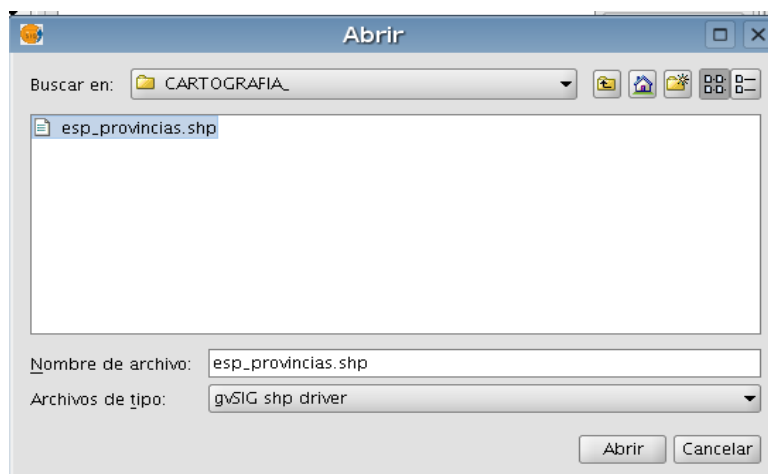 Abrir
Buscar en: CARTOGRAFIA_
esp_provincias.shp
Nombre de archivo: esp_provincias.shp
Archivos de tipo: gvSIG shp driver
Abrir Cancelar